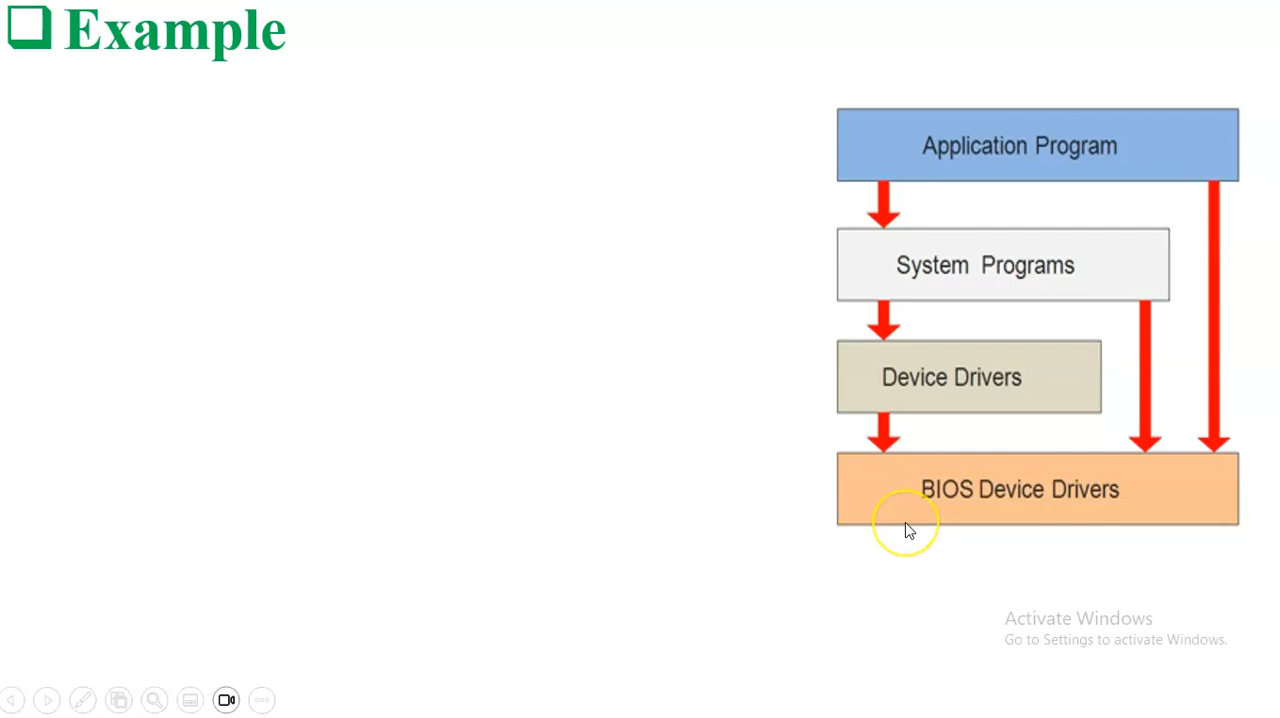 Example
Application Program
System Programs
Device Drivers
BIOS Device Drivers
Activate Windows
Go to Settings to activate Windows.